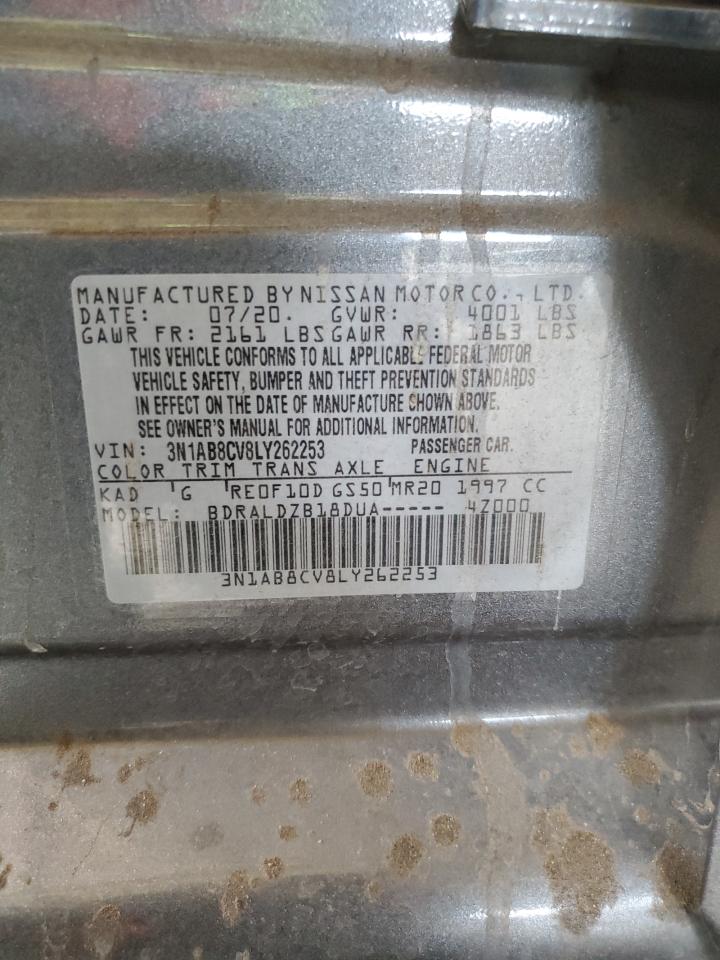 MANUFACTURED BY NISSAN MOTOR CO., LTD.
DATE: 07/20. GVWR: 4001 LBS
GAWR FR: 2161 LBS GAWR RR: 1863 LBS
THIS VEHICLE CONFORMS TO ALL APPLICABLE FEDERAL MOTOR
VEHICLE SAFETY, BUMPER AND THEFT PREVENTION STANDARDS
IN EFFECT ON THE DATE OF MANUFACTURE SHOWN ABOVE.
SEE OWNER'S MANUAL FOR ADDITIONAL INFORMATION.
VIN: 3N1AB8CV8LY262253 PASSENGER CAR.
COLOR TRIM TRANS AXLE ENGINE
KAD G RE0F10D GS50 MR20 1997 CC
MODEL: BDRALDZB18DUA----- 4Z000
3N1AB8CV8LY262253